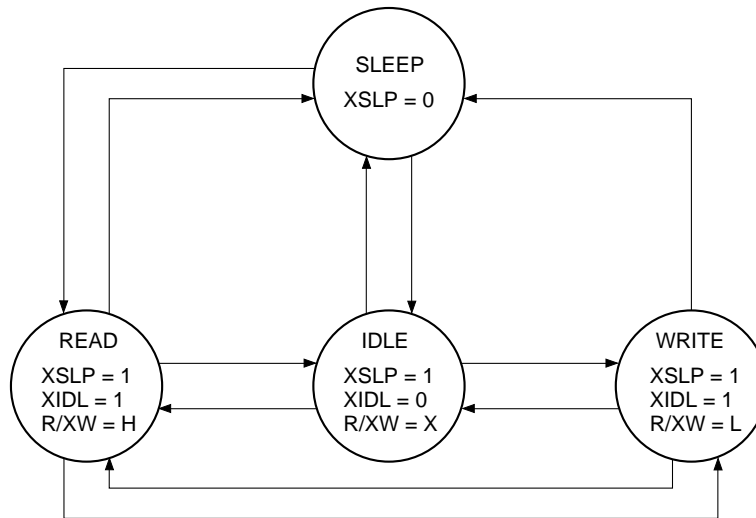 SLEEP
XSLP = 0
READ
XSLP = 1
XIDL = 1
R/XW = H
IDLE
XSLP = 1
XIDL = 0
R/XW = X
WRITE
XSLP = 1
XIDL = 1
R/XW = L